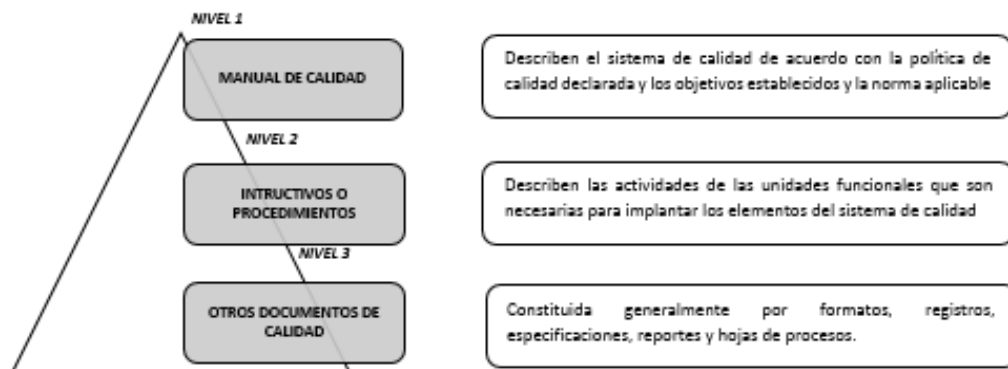 NIVEL 1
MANUAL DE CALIDAD
Describen el sistema de calidad de acuerdo con la política de
calidad declarada y los objetivos establecidos y la norma aplicable
NIVEL 2
INTRUCTIVOS O
PROCEDIMIENTOS
Describen las actividades de las unidades funcionales que son
necesarias para implantar los elementos del sistema de calidad
NIVEL 3
OTROS DOCUMENTOS DE
CALIDAD
Constituida generalmente por formatos, registros,
especificaciones, reportes y hojas de procesos.